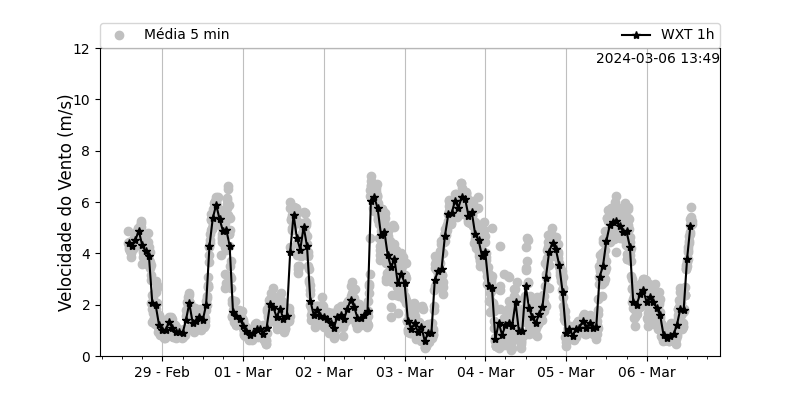 Média 5 min
WXT 1h
2024-03-06 13:49
Velocidade do Vento (m/s)
12
10
8
6
4
2
0
29 - Feb
01 - Mar
02 - Mar
03 - Mar
04 - Mar
05 - Mar
06 - Mar